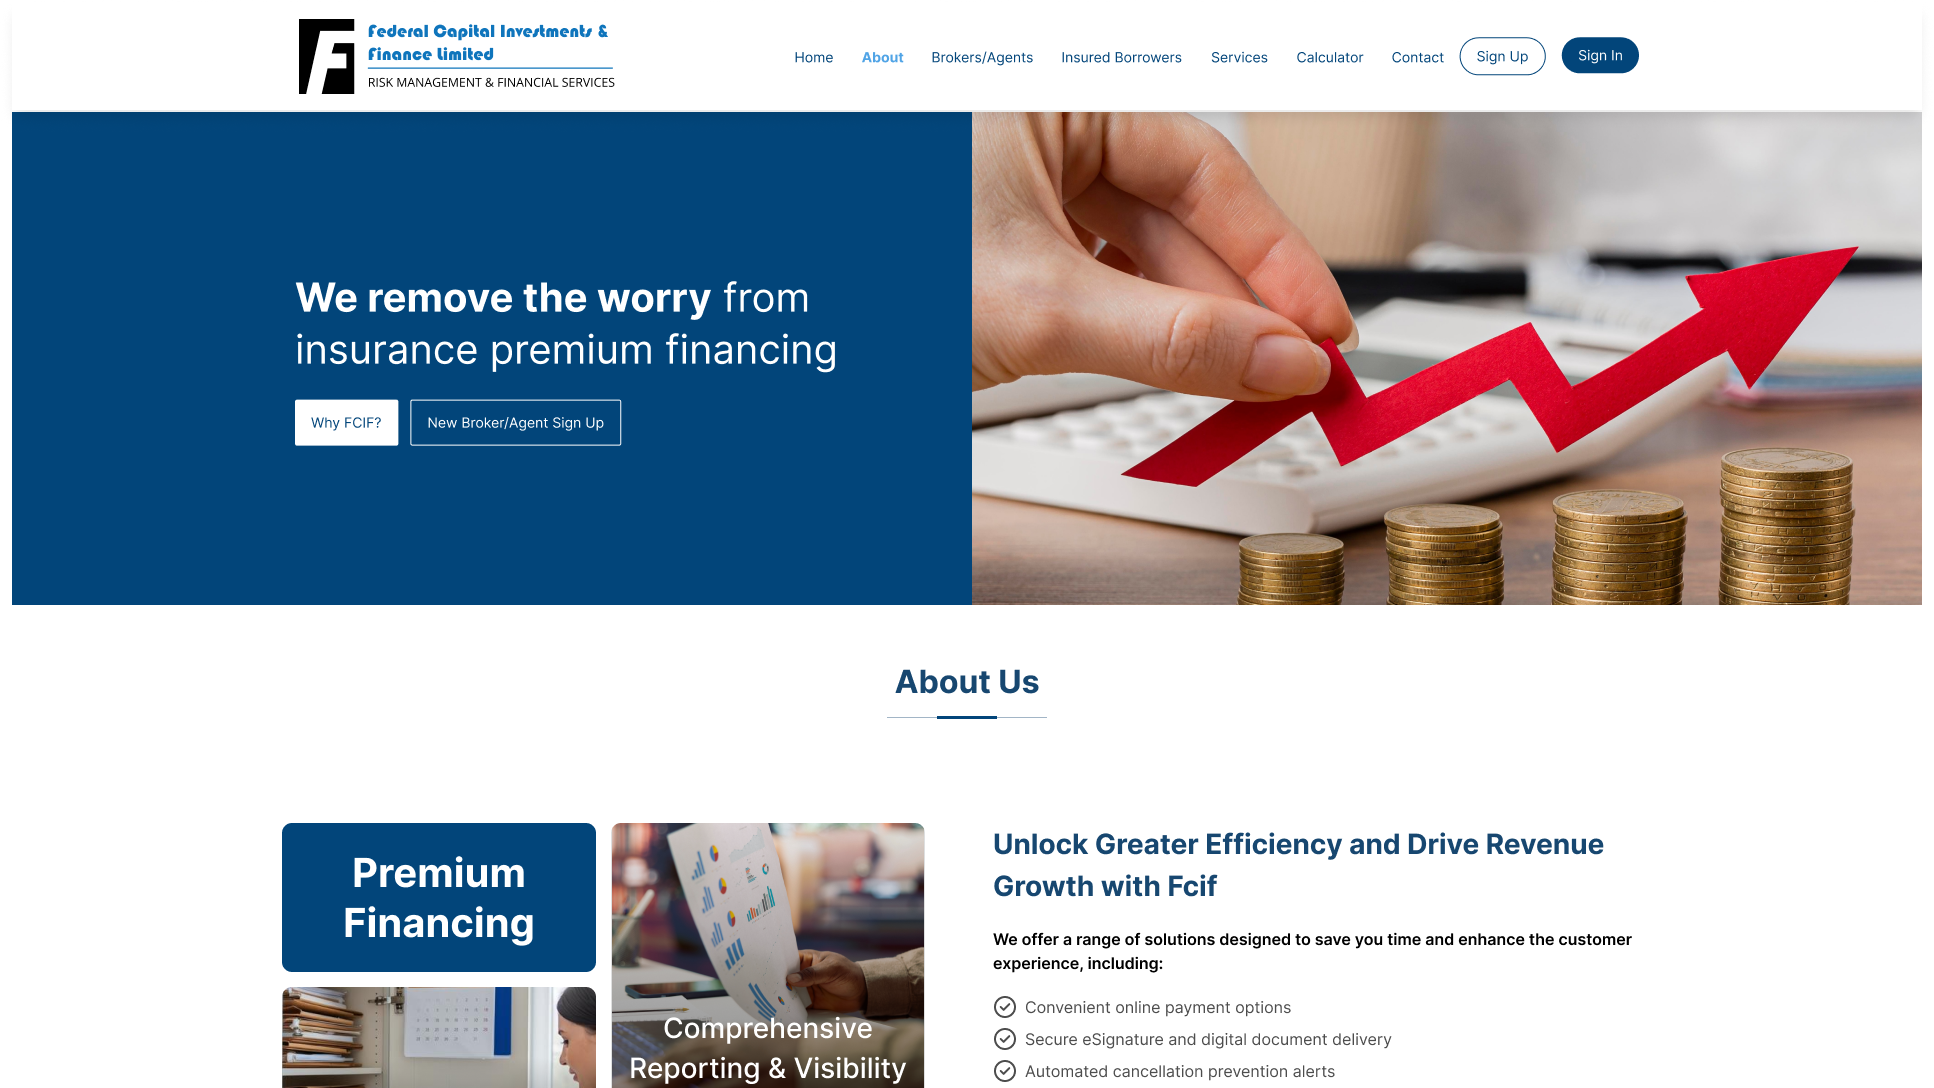 Federal Capital Investments &
Finance Limited
RISK MANAGEMENT & FINANCIAL SERVICES
Home
About
Brokers/Agents
Insured Borrowers
Services
Calculator
Contact
Sign Up
Sign In
We remove the worry from
insurance premium financing
Why FCIF?
New Broker/Agent Sign Up
About Us
Premium
Financing
Comprehensive
Reporting & Visibility
Unlock Greater Efficiency and Drive Revenue
Growth with Fcif
We offer a range of solutions designed to save you time and enhance the customer
experience, including:
Convenient online payment options
Secure eSignature and digital document delivery
Automated cancellation prevention alerts